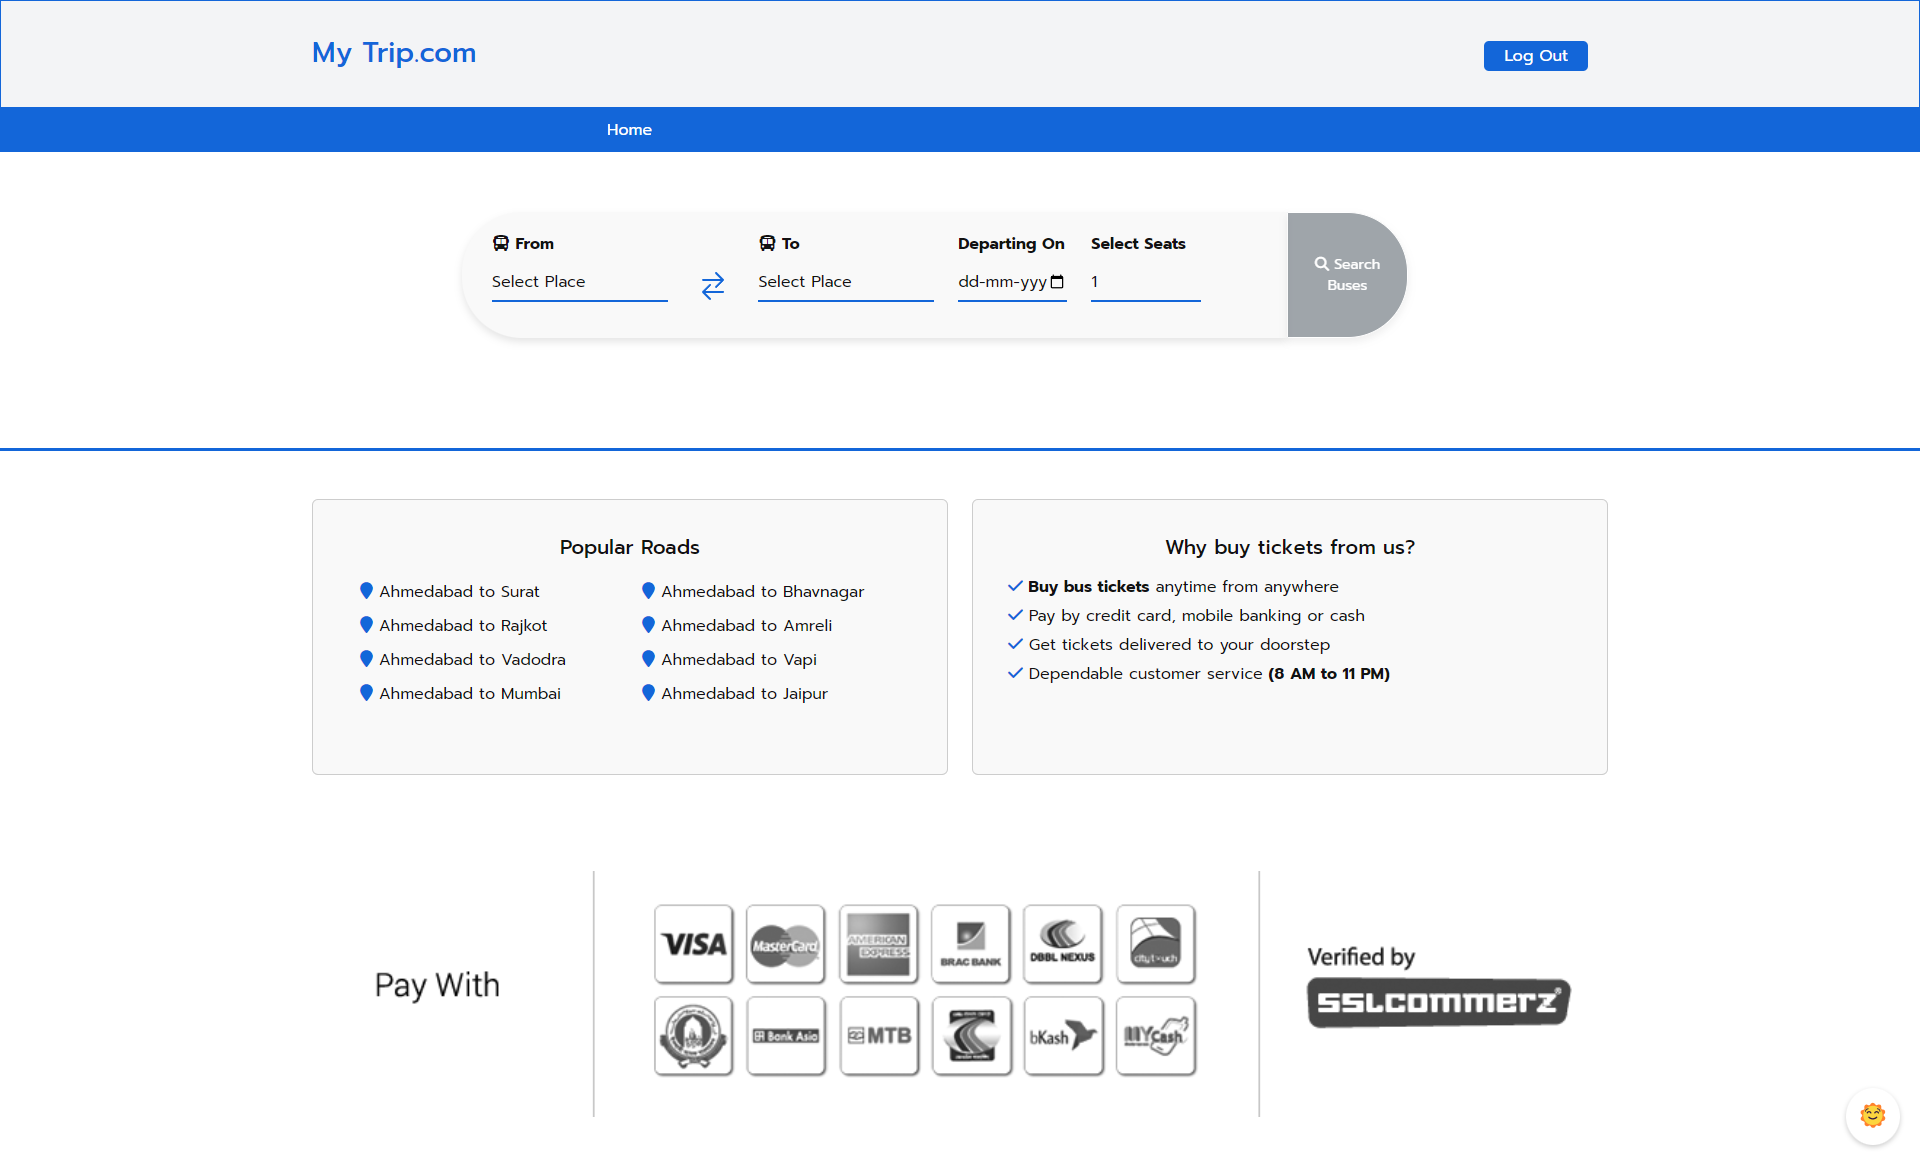 My Trip.com
Log Out
Home
From
To
Departing On
Select Seats
Select Place
Select Place
dd-mm-yyy
1
Search
Buses
Popular Roads
Ahmedabad to Surat
Ahmedabad to Bhavnagar
Ahmedabad to Rajkot
Ahmedabad to Amreli
Ahmedabad to Vadodra
Ahmedabad to Vapi
Ahmedabad to Mumbai
Ahmedabad to Jaipur
Why buy tickets from us?
Buy bus tickets anytime from anywhere
Pay by credit card, mobile banking or cash
Get tickets delivered to your doorstep
Dependable customer service (8 AM to 11 PM)
Pay With
VISA
MasterCard
AMERICAN
EXPRESS
BRAC BANK
DBBL NEXUS
citytouch
Bank Asia
MTB
bKash
MYCash
Verified by
SSLCOMMERZ®